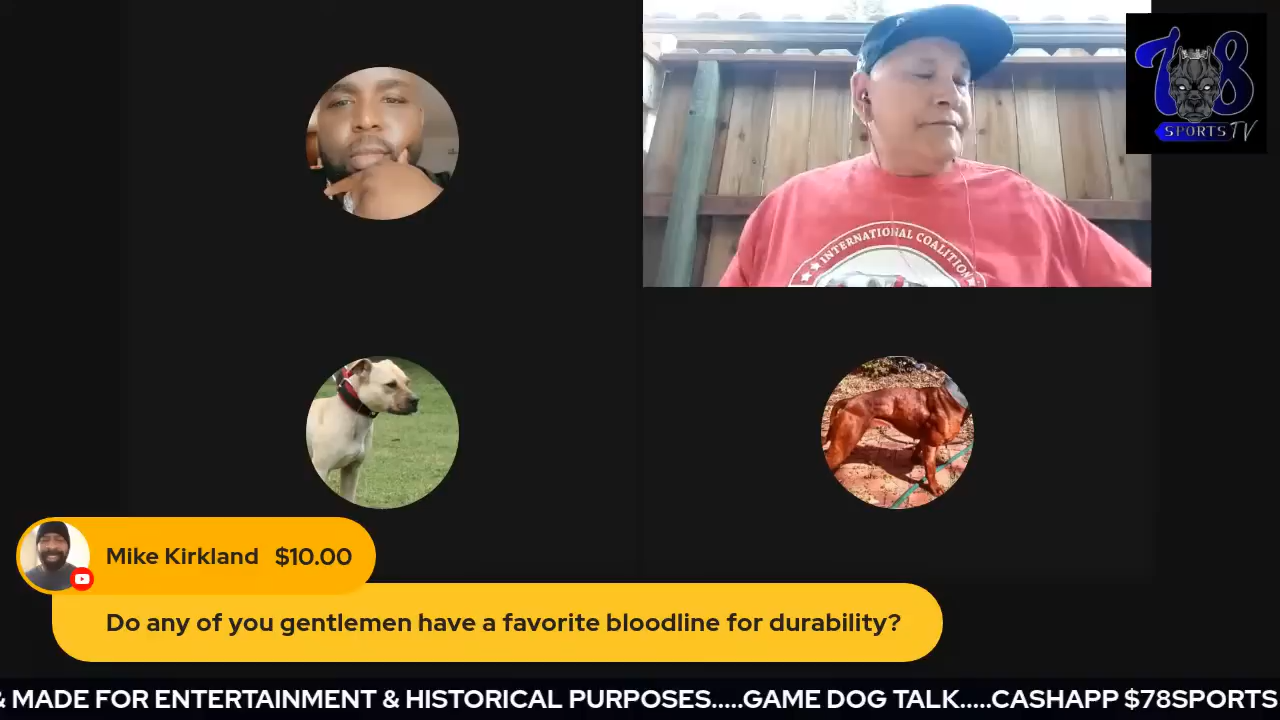 78
SPORTS TV
INTERNATIONAL COALITION
Mike Kirkland $10.00
Do any of you gentlemen have a favorite bloodline for durability?
& MADE FOR ENTERTAINMENT & HISTORICAL PURPOSES.....GAME DOG TALK.....CASHAPP $78SPORTS